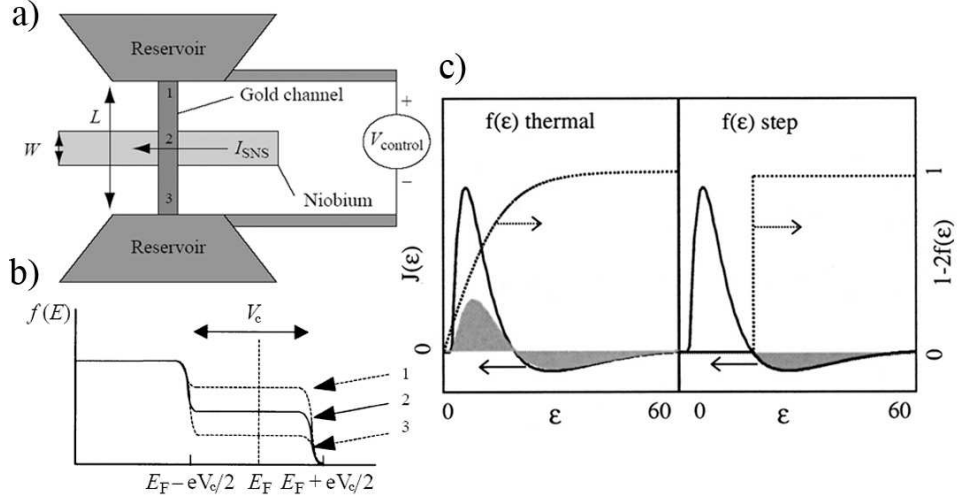 a)
Reservoir
1
Gold channel
L
+
W
2
I_SNS
V_control
−
3
Niobium
Reservoir
b)
f(E)
V_c
1
2
3
E_F − eV_c/2 E_F E_F + eV_c/2
c)
f(ε) thermal
f(ε) step
1
J(ε)
1-2f(ε)
0
0
0 ε 60
0 ε 60